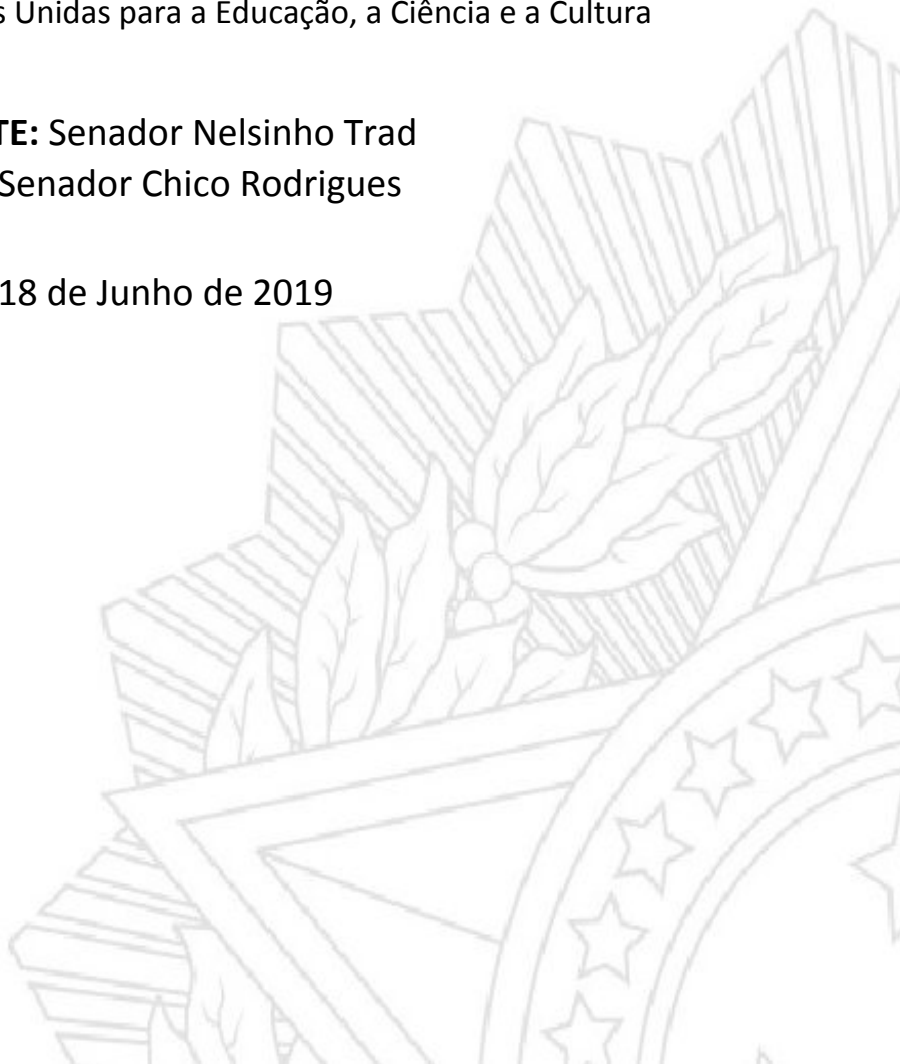 s Unidas para a Educação, a Ciência e a Cultura
TE: Senador Nelsinho Trad
Senador Chico Rodrigues
18 de Junho de 2019